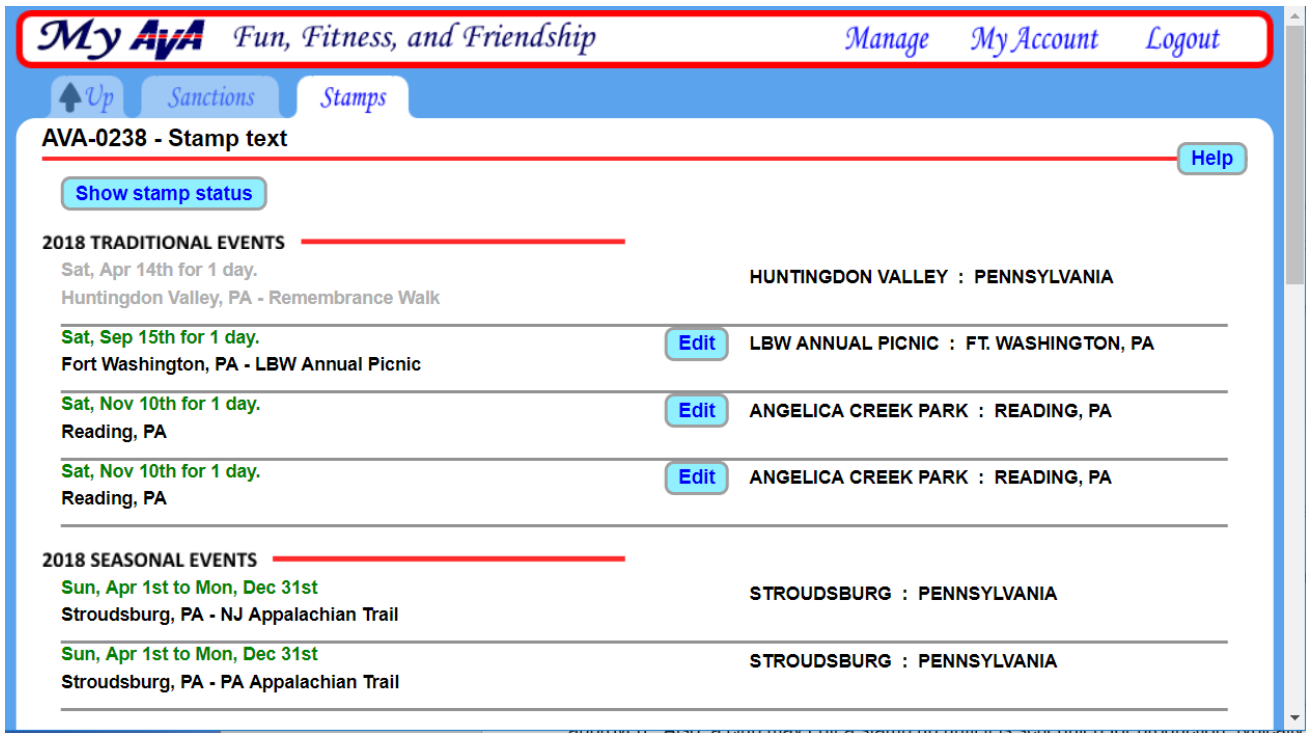 My AVA Fun, Fitness, and Friendship Manage My Account Logout
Up Sanctions Stamps
AVA-0238 - Stamp text
Help
Show stamp status
2018 TRADITIONAL EVENTS
Sat, Apr 14th for 1 day.
HUNTINGDON VALLEY : PENNSYLVANIA
Huntingdon Valley, PA - Remembrance Walk
Sat, Sep 15th for 1 day.
Edit LBW ANNUAL PICNIC : FT. WASHINGTON, PA
Fort Washington, PA - LBW Annual Picnic
Sat, Nov 10th for 1 day.
Edit ANGELICA CREEK PARK : READING, PA
Reading, PA
Sat, Nov 10th for 1 day.
Edit ANGELICA CREEK PARK : READING, PA
Reading, PA
2018 SEASONAL EVENTS
Sun, Apr 1st to Mon, Dec 31st
STROUDSBURG : PENNSYLVANIA
Stroudsburg, PA - NJ Appalachian Trail
Sun, Apr 1st to Mon, Dec 31st
STROUDSBURG : PENNSYLVANIA
Stroudsburg, PA - PA Appalachian Trail